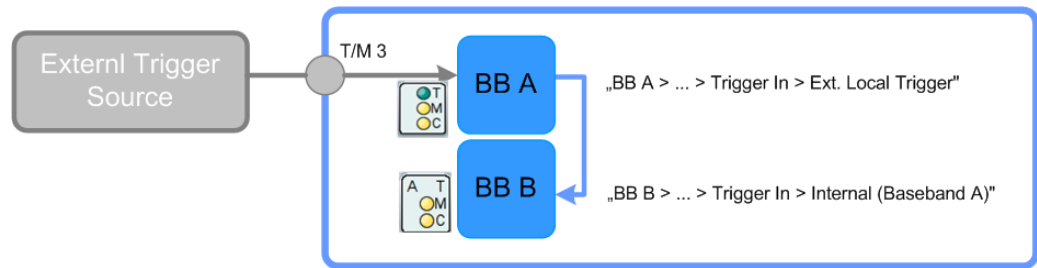 Externl Trigger
Source
T/M 3
T
M
C
BB A
„BB A > ... > Trigger In > Ext. Local Trigger"
A T
M
C
BB B
„BB B > ... > Trigger In > Internal (Baseband A)"